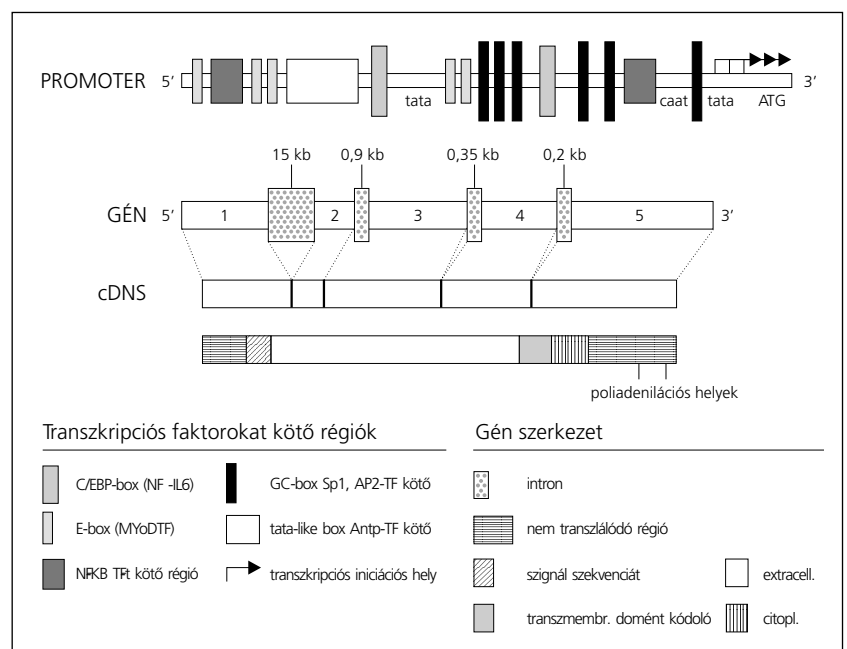 PROMOTER 5’ tata caat tata ATG 3’
15 kb 0,9 kb 0,35 kb 0,2 kb
GÉN 5’ 1 2 3 4 5 3’
cDNS
poliadenilációs helyek
Transzkripciós faktorokat kötő régiók
C/EBP-box (NF -IL6)
GC-box Sp1, AP2-TF kötő
E-box (MYoDTF)
tata-like box Antp-TF kötő
NFKB TFt kötő régió
transzkripciós iniciációs hely
Gén szerkezet
intron
nem transzlálódó régió
szignál szekvenciát
extracell.
transzmembr. domént kódoló
citopl.